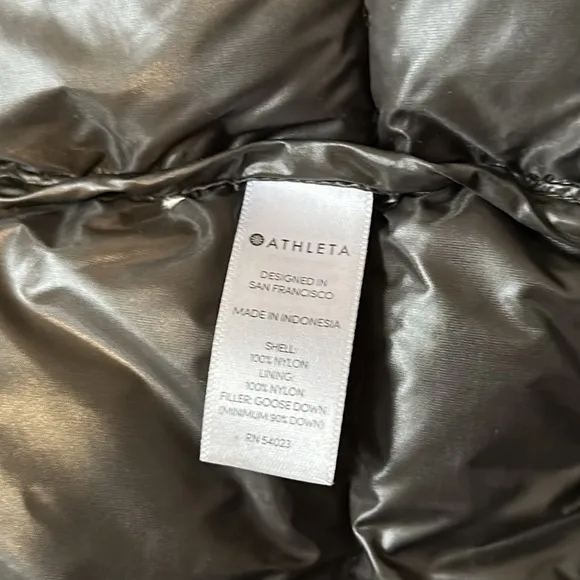 ATHLETA
DESIGNED IN
SAN FRANCISCO
MADE IN INDONESIA
SHELL:
100% NYLON
LINING:
100% NYLON
FILLER: GOOSE DOWN
(MINIMUM 90% DOWN)
RN 54023